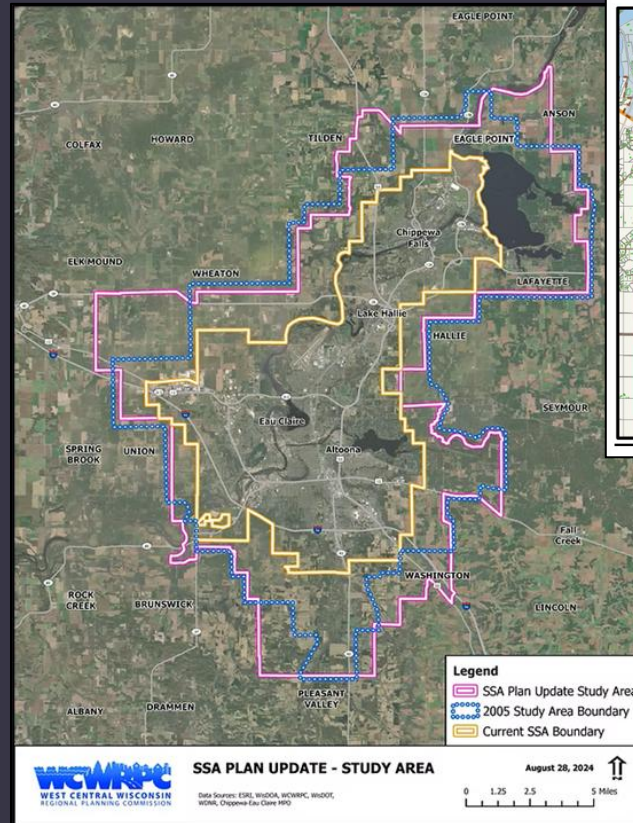 EAGLE POINT
ANSON
COLFAX
HOWARD
TILDEN
EAGLE POINT
Chippewa
Falls
ELK MOUND
WHEATON
LAFAYETTE
Lake Hallie
HALLIE
SEYMOUR
Eau Claire
SPRING
BROOK
UNION
Altoona
Fall
Creek
WASHINGTON
ROCK
CREEK
BRUNSWICK
LINCOLN
PLEASANT
VALLEY
ALBANY
DRAMMEN
Legend
SSA Plan Update Study Area
2005 Study Area Boundary
Current SSA Boundary
WCWRPC
WEST CENTRAL WISCONSIN
REGIONAL PLANNING COMMISSION
SSA PLAN UPDATE - STUDY AREA
Data Sources: ESRI, WisDOA, WCWRPC, WisDOT,
WDNR, Chippewa-Eau Claire MPO
August 28, 2024
0 1.25 2.5 5 Miles